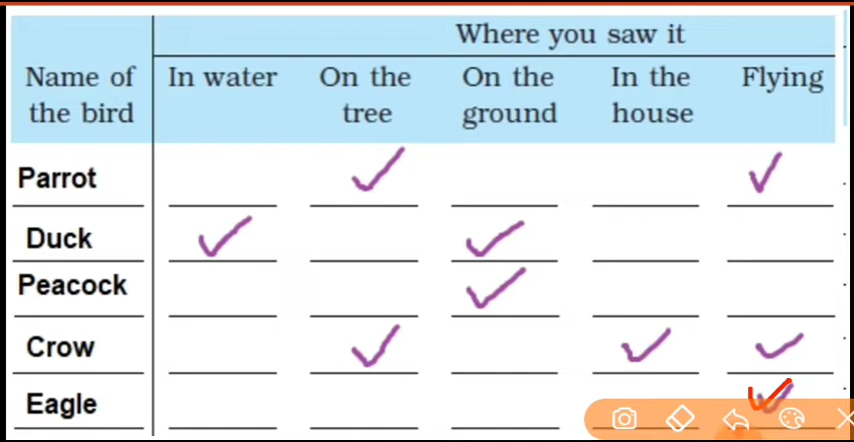 Where you saw it
Name of the bird In water On the tree On the ground In the house Flying
Parrot ✓ ✓
Duck ✓ ✓
Peacock ✓
Crow ✓ ✓ ✓
Eagle ✓